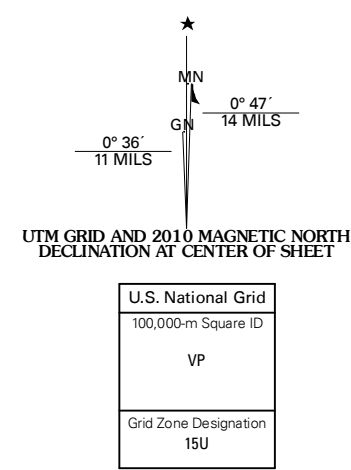 MN
0° 47´
14 MILS
GN
0° 36´
11 MILS
UTM GRID AND 2010 MAGNETIC NORTH
DECLINATION AT CENTER OF SHEET
U.S. National Grid
100,000-m Square ID
VP
Grid Zone Designation
15U